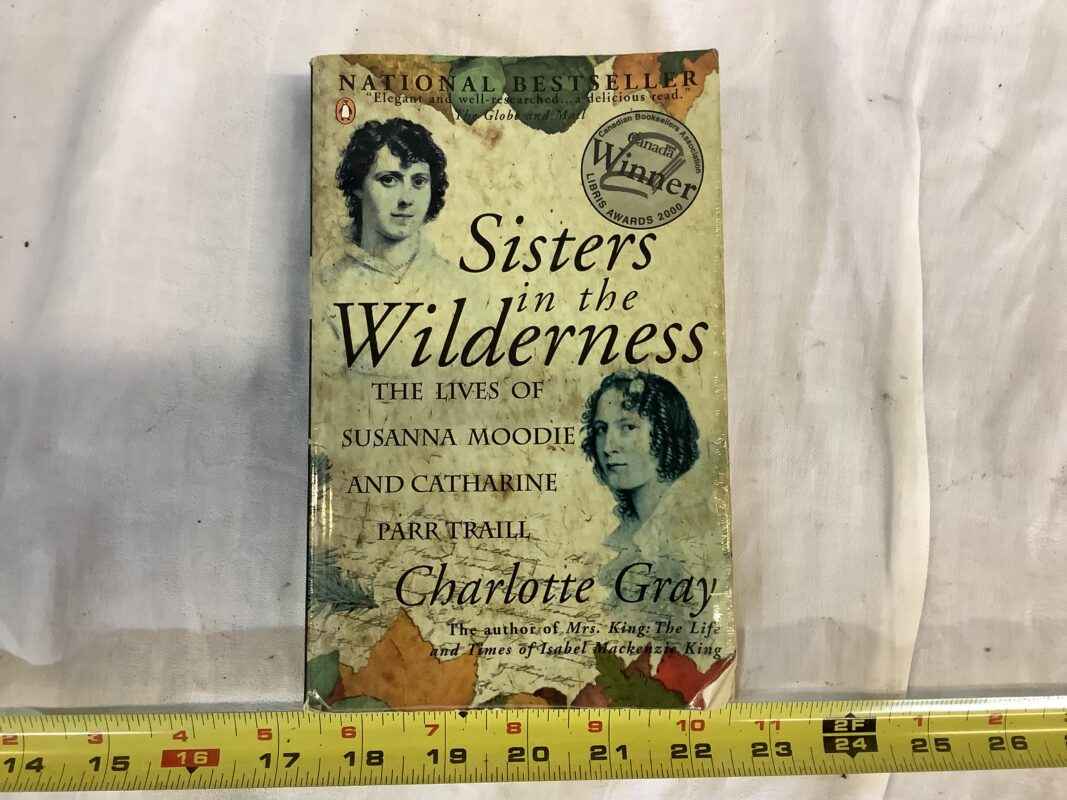 NATIONAL BESTSELLER
"Elegant and well-researched...a delicious read."
The Globe and Mail
Canadian Booksellers Association
Canada
Winner
LIBRIS AWARDS 2000
Sisters
in the
Wilderness
THE LIVES OF
SUSANNA MOODIE
AND CATHARINE
PARR TRAILL
Charlotte Gray
The author of Mrs. King: The Life
and Times of Isabel Mackenzie King
2 3 4 5 6 7 8 9 10 11 2F 1 2
14 15 16 17 18 19 20 21 22 23 24 25 26